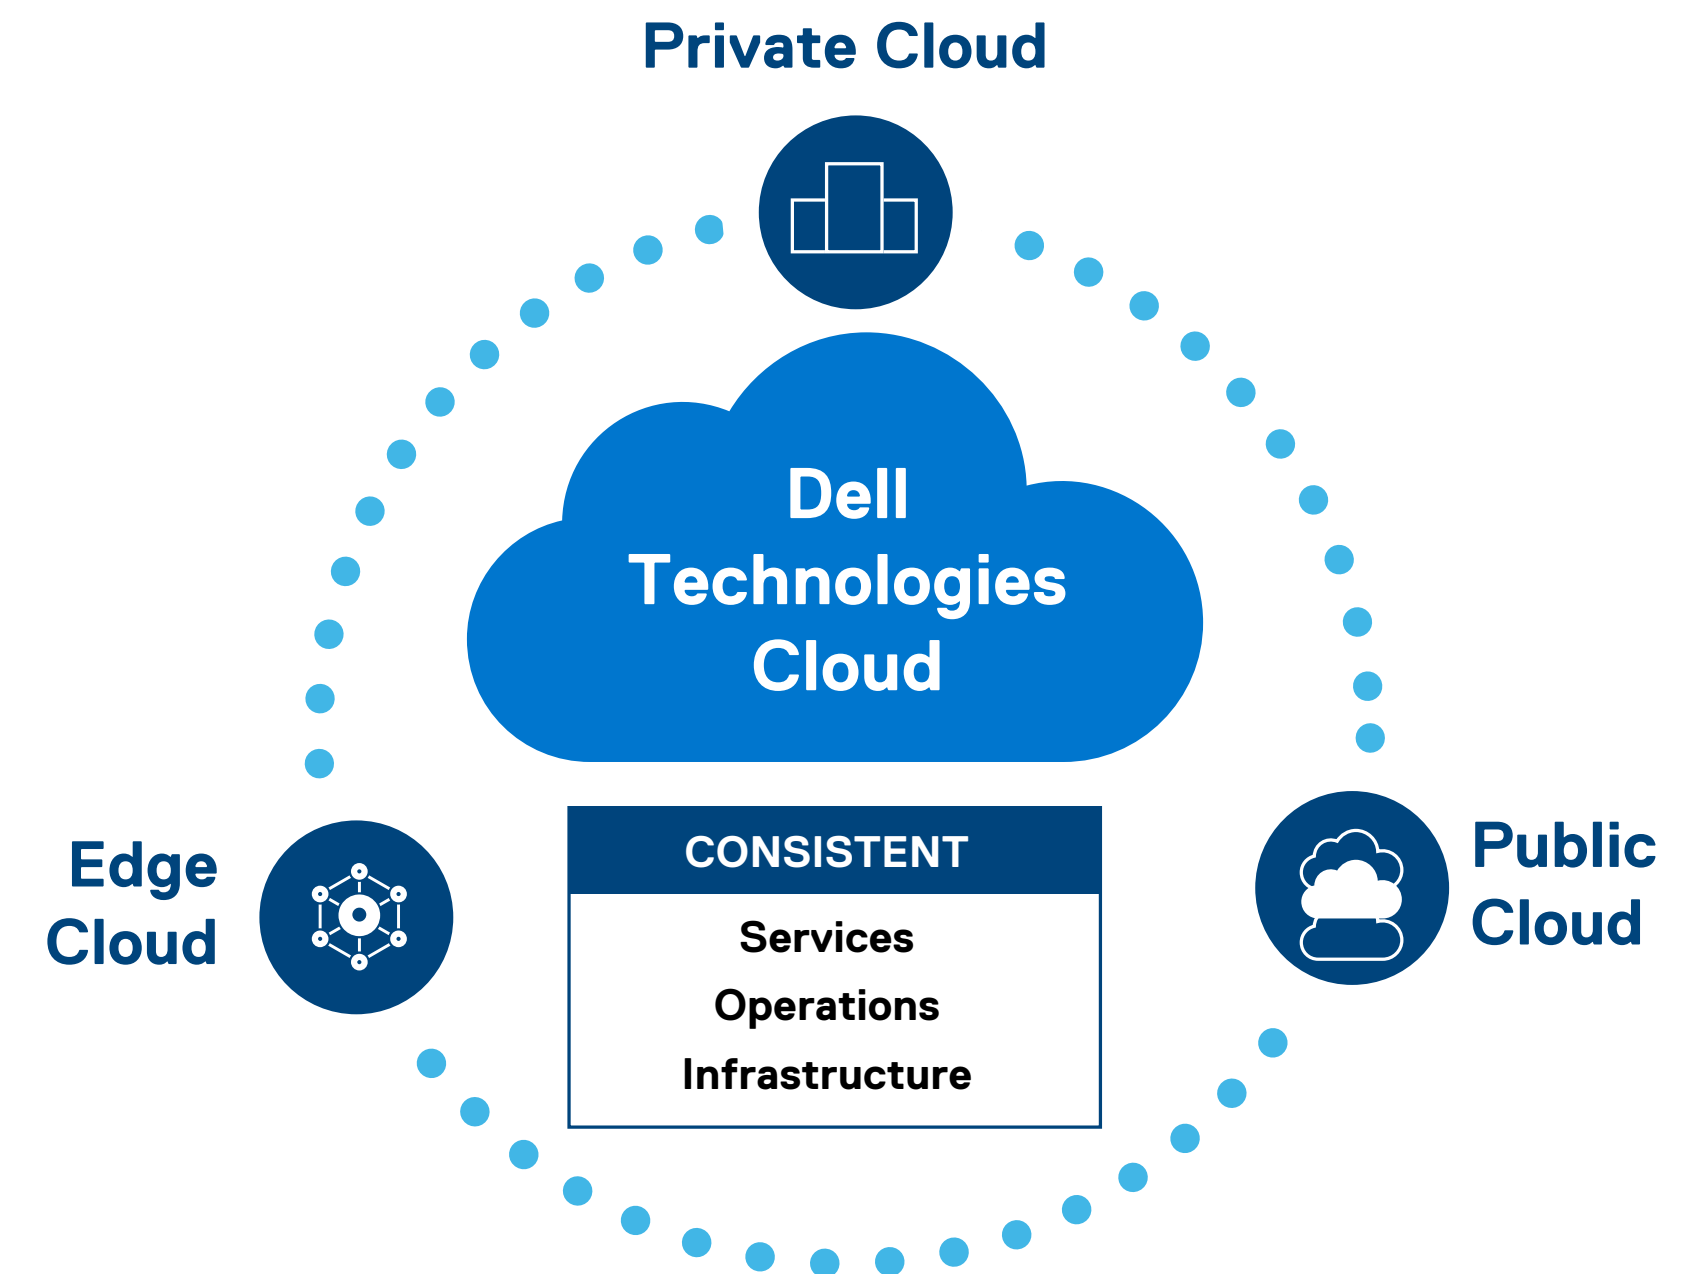 Private Cloud
Dell
Technologies
Cloud
Edge
Cloud
CONSISTENT
Services
Operations
Infrastructure
Public
Cloud